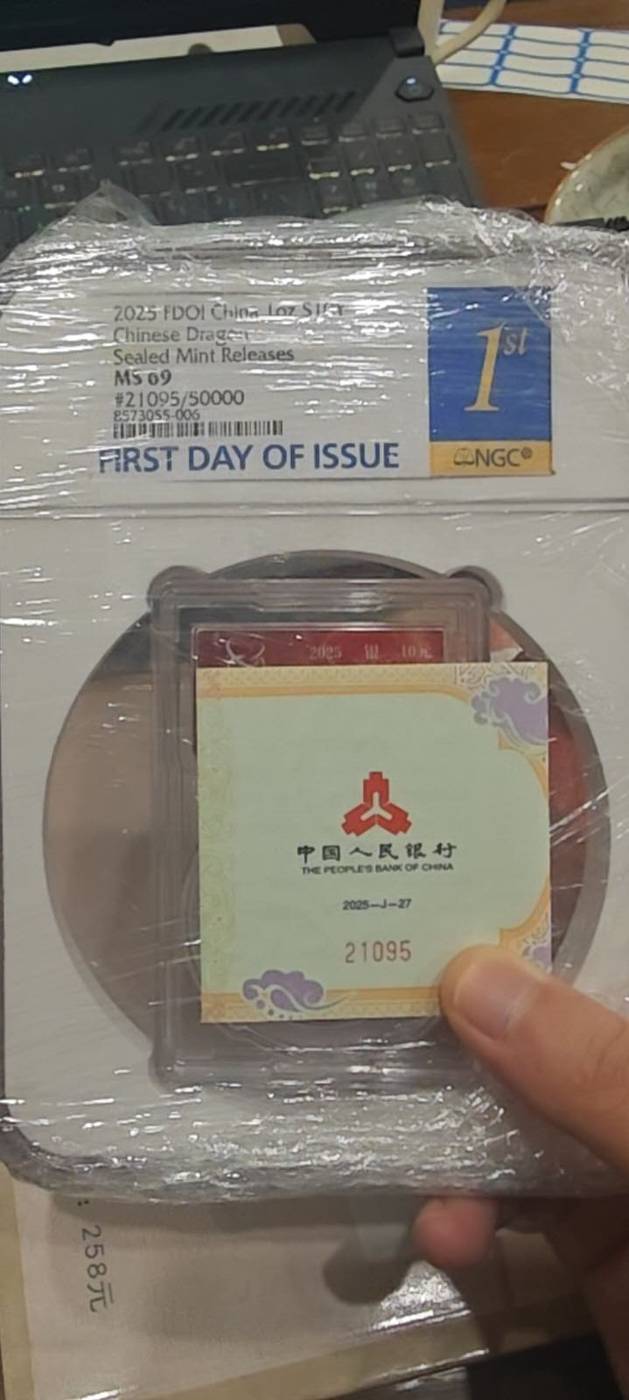 2025 FDOI China 1oz S10Y
Chinese Dragon
Sealed Mint Releases
MS 69
#21095/50000
8573055-006
FIRST DAY OF ISSUE
1st
NGC®
2025 10元
中国人民银行
THE PEOPLE'S BANK OF CHINA
2025—J—27
21095
: 258元